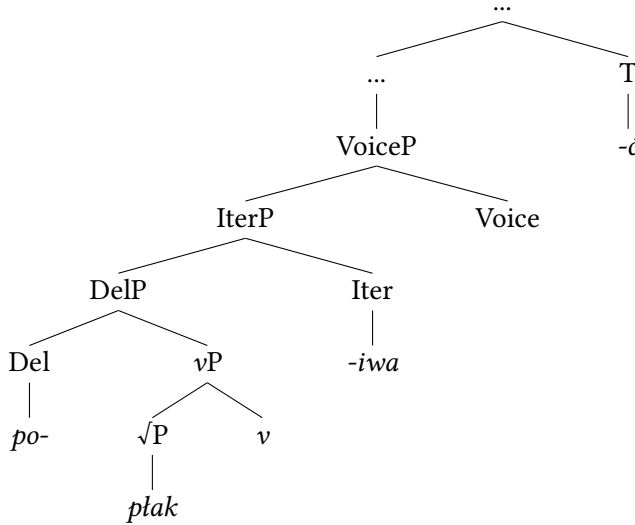 ...
... T
VoiceP
IterP Voice
DelP Iter
Del vP -iwa
po- √P v
płak